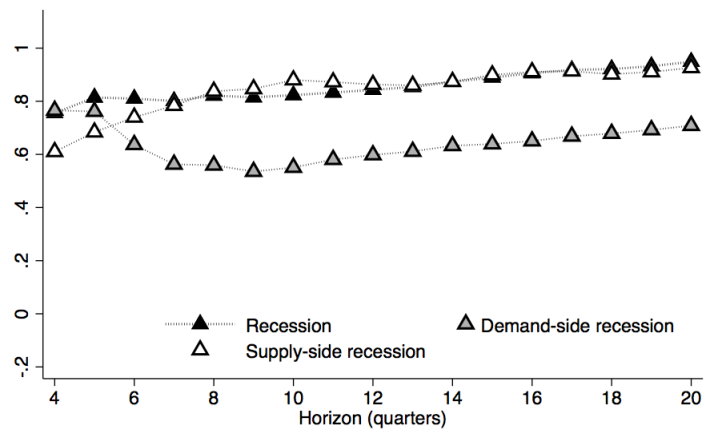 1
.8
.6
.4
.2
0
-.2
Recession
Demand-side recession
Supply-side recession
4 6 8 10 12 14 16 18 20
Horizon (quarters)